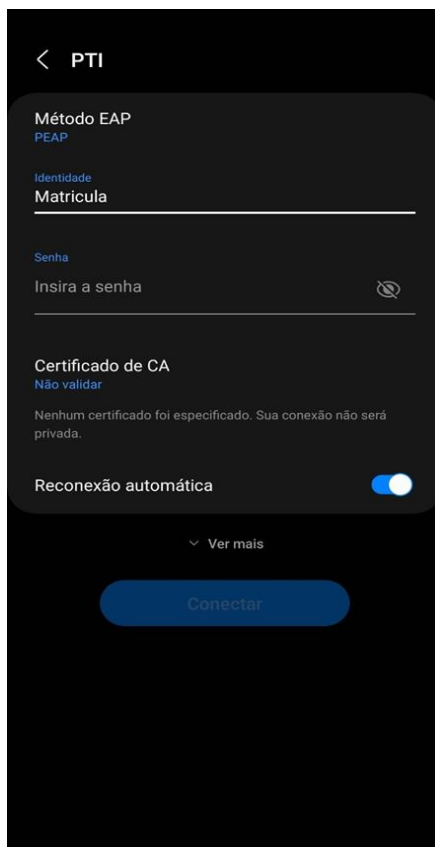 PTI
Método EAP
PEAP
Identidade
Matricula
Senha
Insira a senha
Certificado de CA
Não validar
Nenhum certificado foi especificado. Sua conexão não será
privada.
Reconexão automática
Ver mais
Conectar